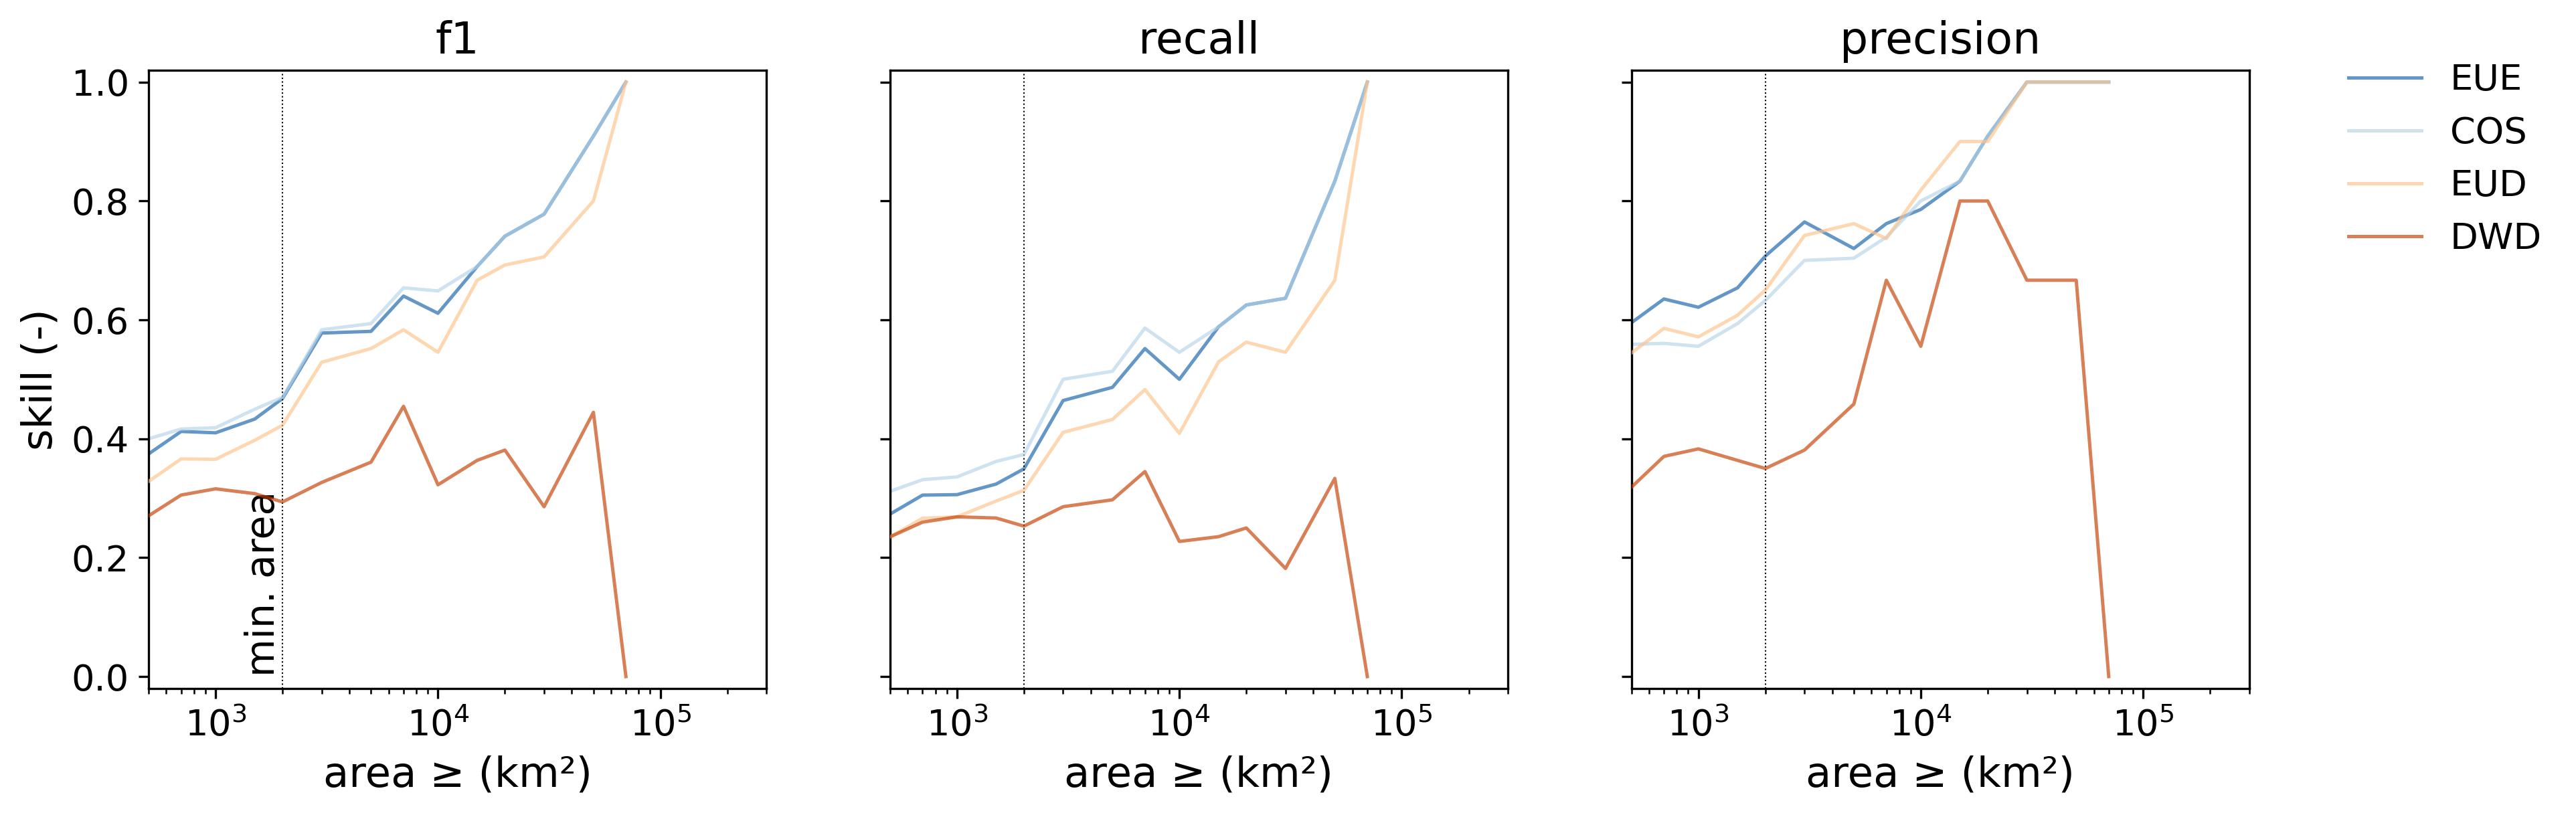 f1
recall
precision
1.0
0.8
0.6
0.4
0.2
0.0
skill (-)
min. area
10³
10⁴
10⁵
10³
10⁴
10⁵
10³
10⁴
10⁵
area ≥ (km²)
area ≥ (km²)
area ≥ (km²)
EUE
COS
EUD
DWD